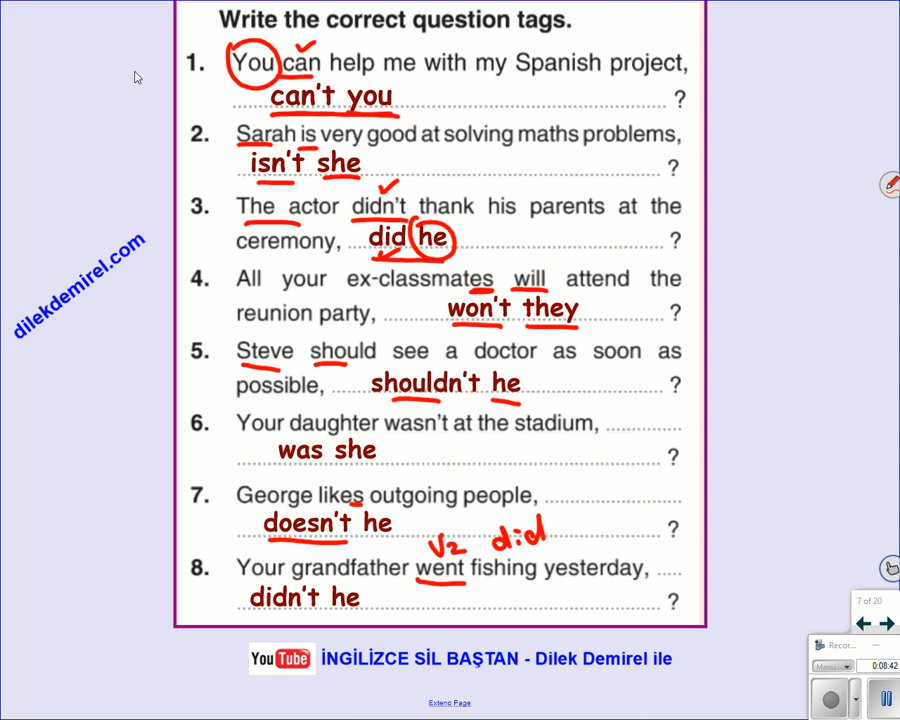 Write the correct question tags.
1. You can help me with my Spanish project,
can't you ?
2. Sarah is very good at solving maths problems,
isn't she ?
3. The actor didn't thank his parents at the
ceremony, did he ?
4. All your ex-classmates will attend the
reunion party, won't they ?
5. Steve should see a doctor as soon as
possible, shouldn't he ?
6. Your daughter wasn't at the stadium,
was she ?
7. George likes outgoing people,
doesn't he ?
V2 did
8. Your grandfather went fishing yesterday,
didn't he ?
dilekdemirel.com
YouTube İNGİLİZCE SİL BAŞTAN - Dilek Demirel ile
Extend Page
7 of 20
Recor...
Menu
0:08:42